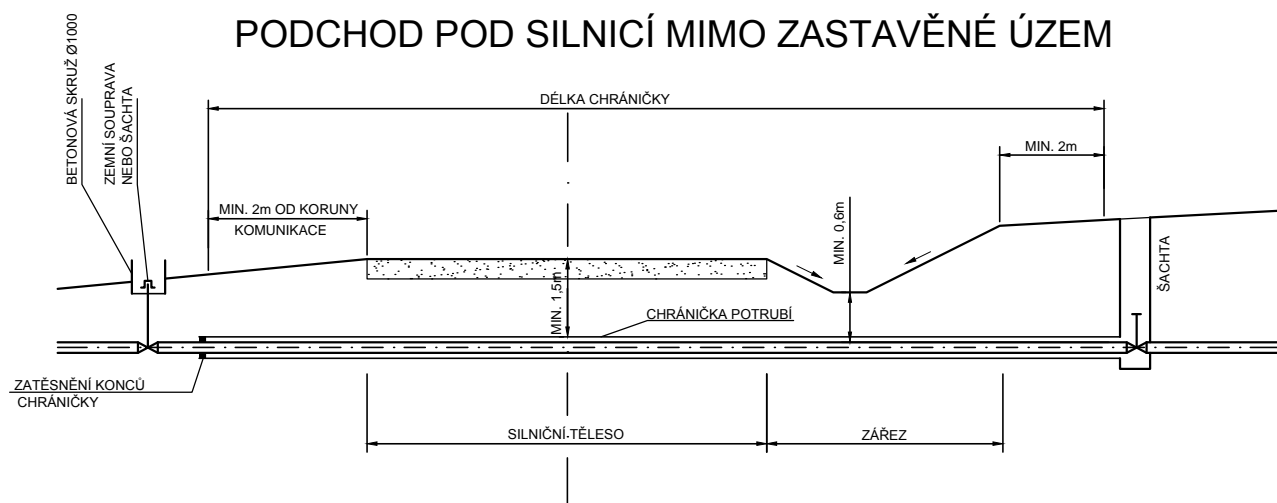 PODCHOD POD SILNICÍ MIMO ZASTAVĚNÉ ÚZEM
BETONOVÁ SKRUŽ Ø1000
ZEMNÍ SOUPRAVA
NEBO ŠACHTA
DÉLKA CHRÁNIČKY
MIN. 2m
MIN. 2m OD KORUNY
KOMUNIKACE
MIN. 0,6m
ŠACHTA
MIN. 1,5m
CHRÁNIČKA POTRUBÍ
ZATĚSNĚNÍ KONCŮ
CHRÁNIČKY
SILNIČNÍ TĚLESO
ZÁŘEZ